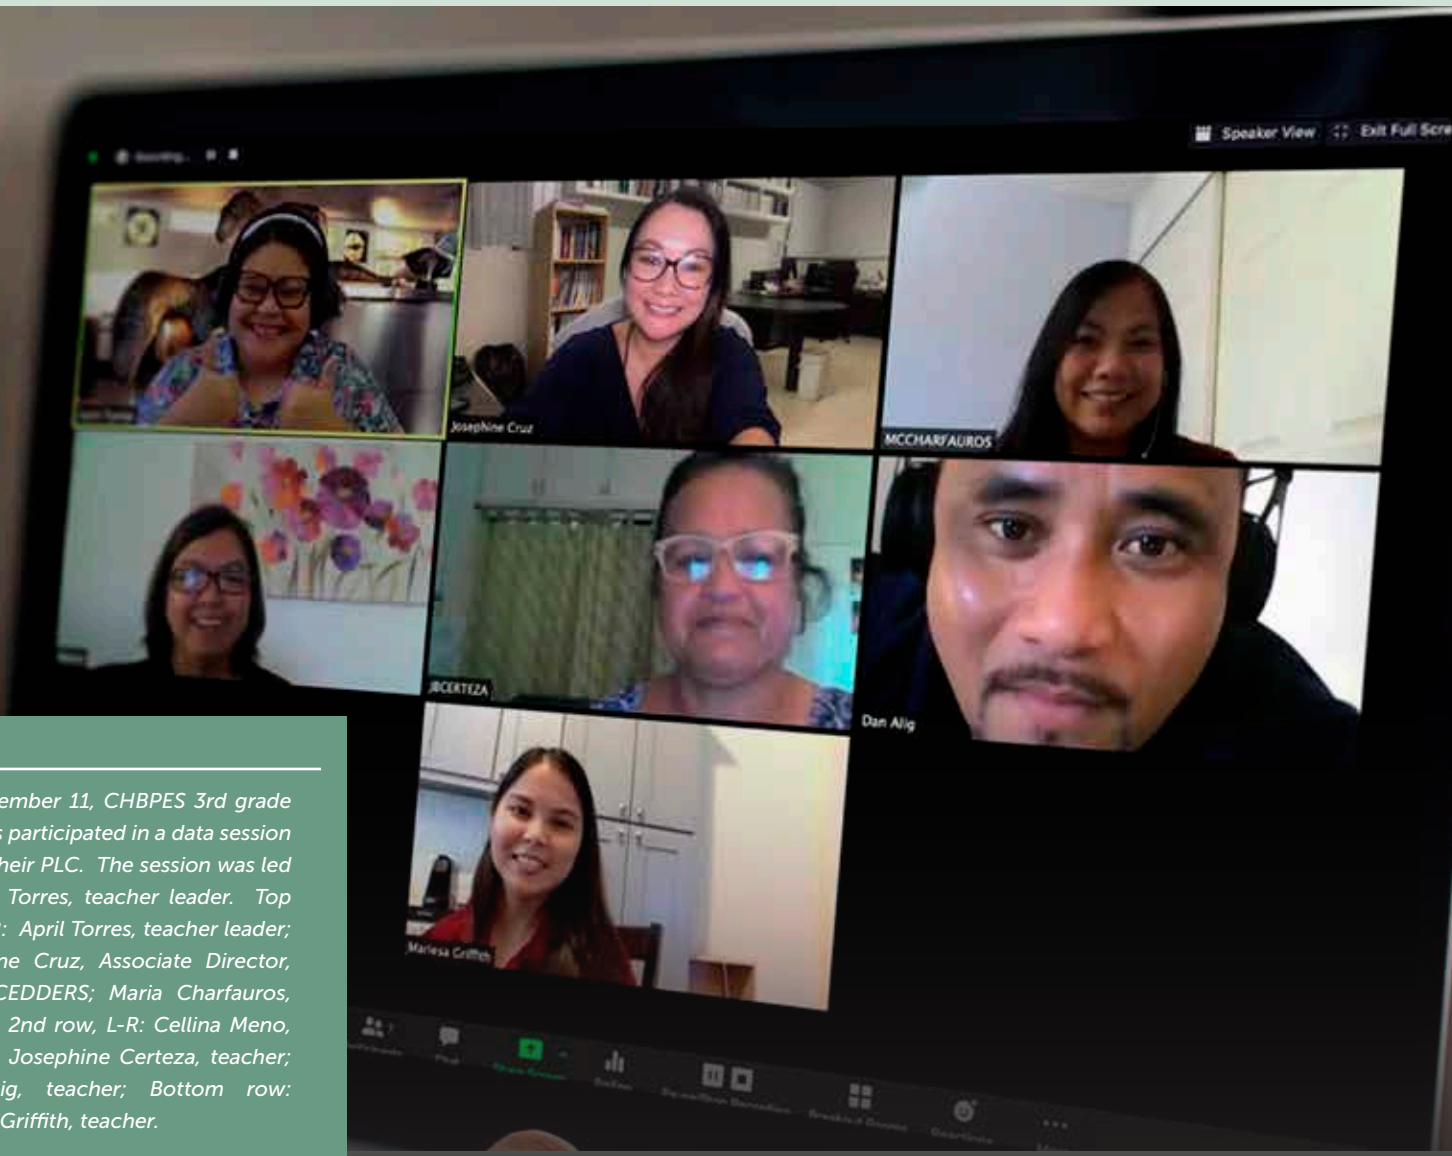 Speaker View Exit Full Scre
Josephine Cruz
MCCHARFAUROS
JBCERTEZA
Dan Alig
Mariesa Griffith
ember 11, CHBPES 3rd grade
s participated in a data session
heir PLC. The session was led
Torres, teacher leader. Top
: April Torres, teacher leader;
ne Cruz, Associate Director,
CEDDERS; Maria Charfauros,
2nd row, L-R: Cellina Meno,
Josephine Certeza, teacher;
ig, teacher; Bottom row:
Griffith, teacher.